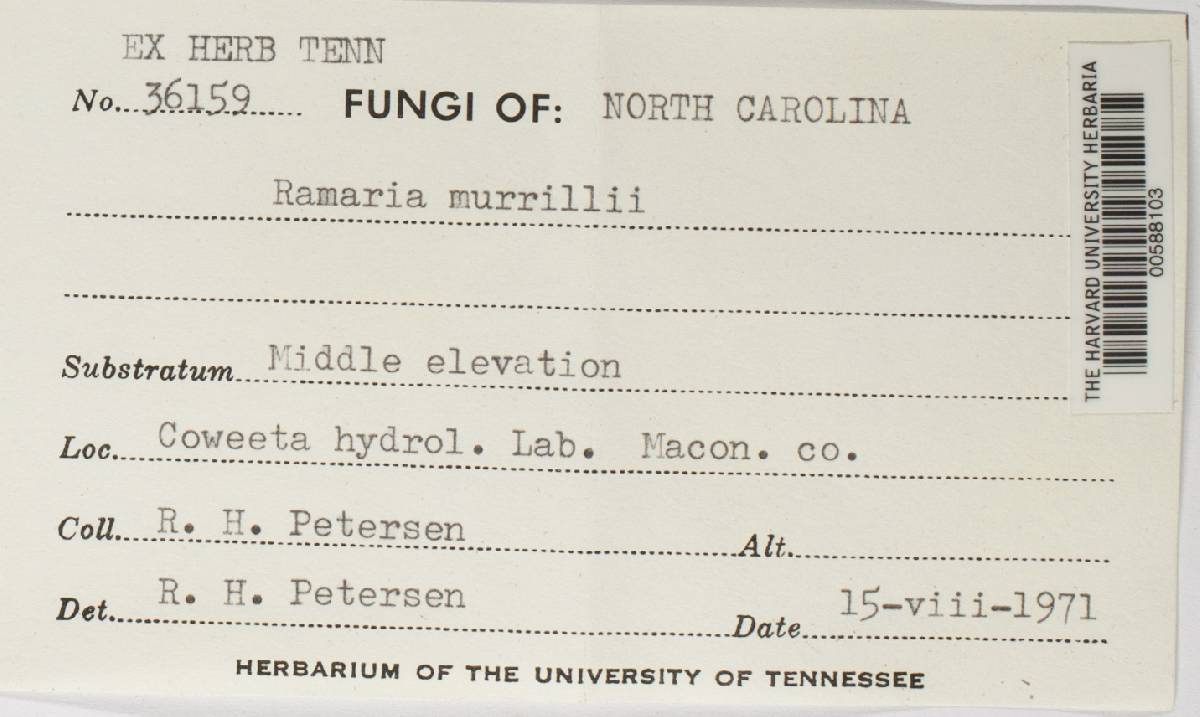 EX HERB TENN
No. 36159 FUNGI OF: NORTH CAROLINA
Ramaria murrillii
Substratum Middle elevation
Loc. Coweeta hydrol. Lab. Macon. co.
Coll. R. H. Petersen Alt.
Det. R. H. Petersen Date 15-viii-1971
HERBARIUM OF THE UNIVERSITY OF TENNESSEE
THE HARVARD UNIVERSITY HERBARIA
00588103